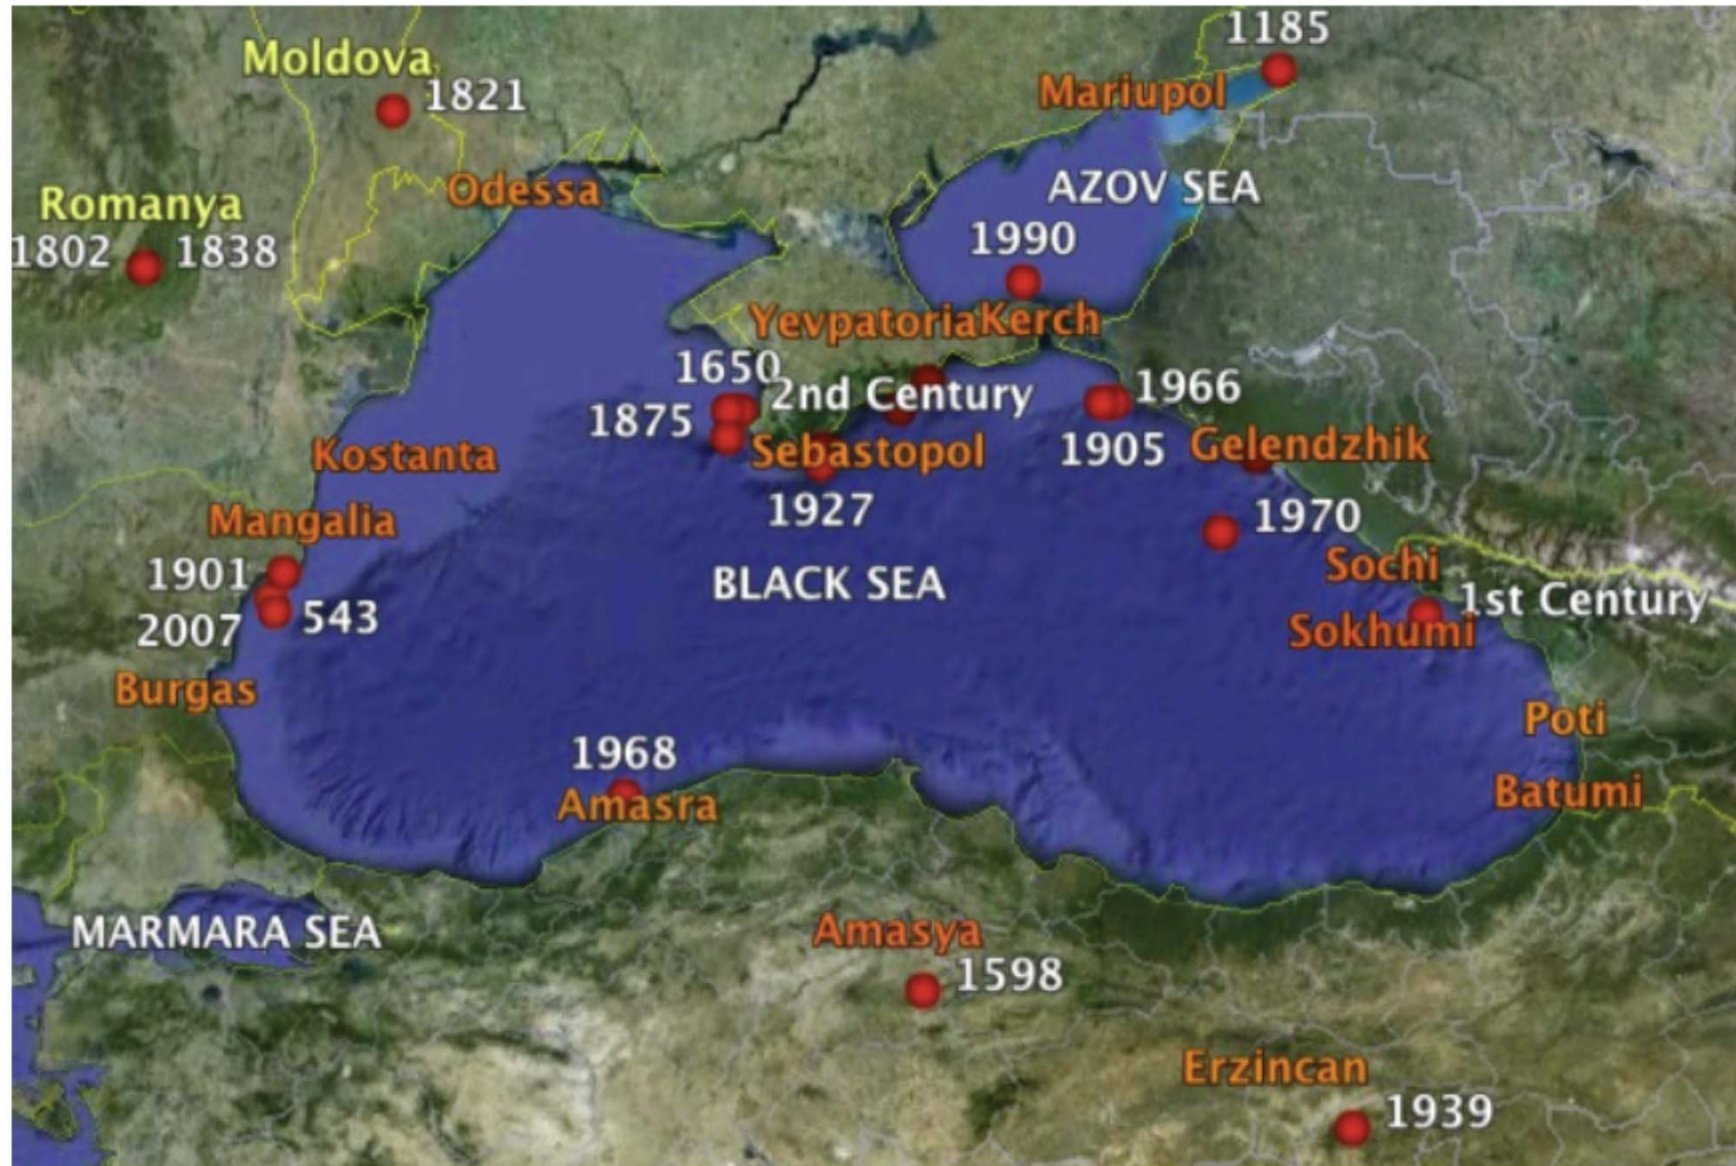 1185
Moldova
1821
Mariupol
Odessa
AZOV SEA
Romanya
1802
1838
1990
Yevpatoria
Kerch
1650
2nd Century
1966
1875
1905
Sebastopol
Gelendzhik
Kostanta
1927
1970
Mangalia
1901
BLACK SEA
Sochi
1st Century
2007
543
Sokhumi
Burgas
Poti
1968
Amasra
Batumi
MARMARA SEA
Amasya
1598
Erzincan
1939